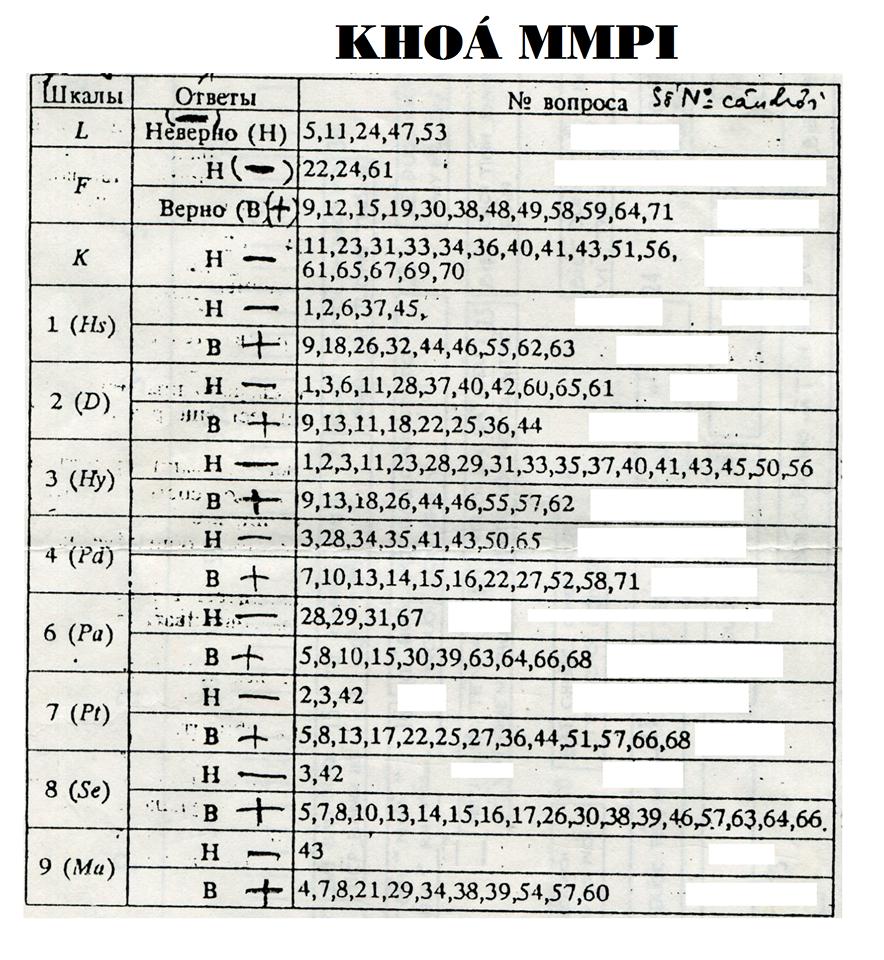 KHOÁ MMPI
Шкалы Ответы № вопроса Số № câu hỏi
L Неверно (Н) (—) 5,11,24,47,53
F Н (—) 22,24,61
Верно (В) (+) 9,12,15,19,30,38,48,49,58,59,64,71
K Н — 11,23,31,33,34,36,40,41,43,51,56,
61,65,67,69,70
1 (Hs) Н — 1,2,6,37,45,
В + 9,18,26,32,44,46,55,62,63
2 (D) Н — 1,3,6,11,28,37,40,42,60,65,61
В + 9,13,11,18,22,25,36,44
3 (Hy) Н — 1,2,3,11,23,28,29,31,33,35,37,40,41,43,45,50,56
В + 9,13,18,26,44,46,55,57,62
4 (Pd) Н — 3,28,34,35,41,43,50,65
В + 7,10,13,14,15,16,22,27,52,58,71
6 (Pa) Н — 28,29,31,67
В + 5,8,10,15,30,39,63,64,66,68
7 (Pt) Н — 2,3,42
В + 5,8,13,17,22,25,27,36,44,51,57,66,68
8 (Se) Н — 3,42
В + 5,7,8,10,13,14,15,16,17,26,30,38,39,46,57,63,64,66.
9 (Ma) Н — 43
В + 4,7,8,21,29,34,38,39,54,57,60